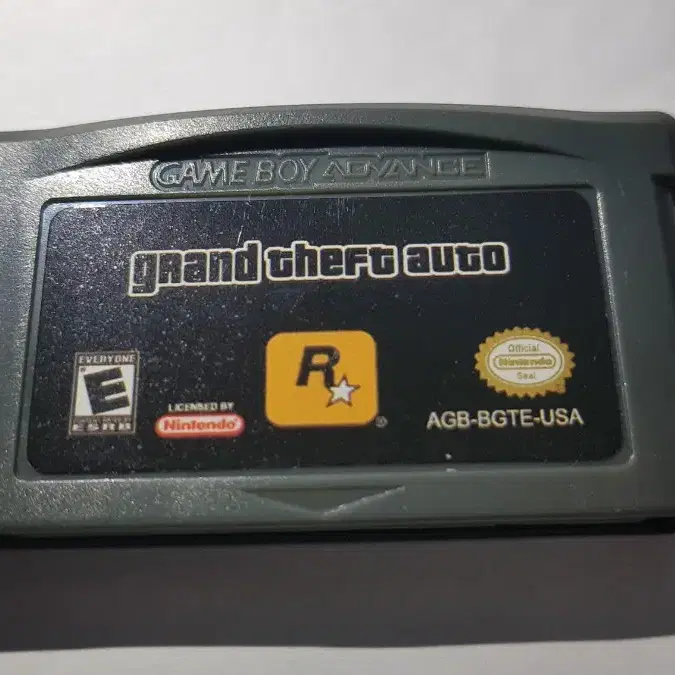 GAME BOY ADVANCE
grand theft auto
EVERYONE
E
ESRB
LICENSED BY
Nintendo®
R
®
Official
Nintendo
Seal
AGB-BGTE-USA